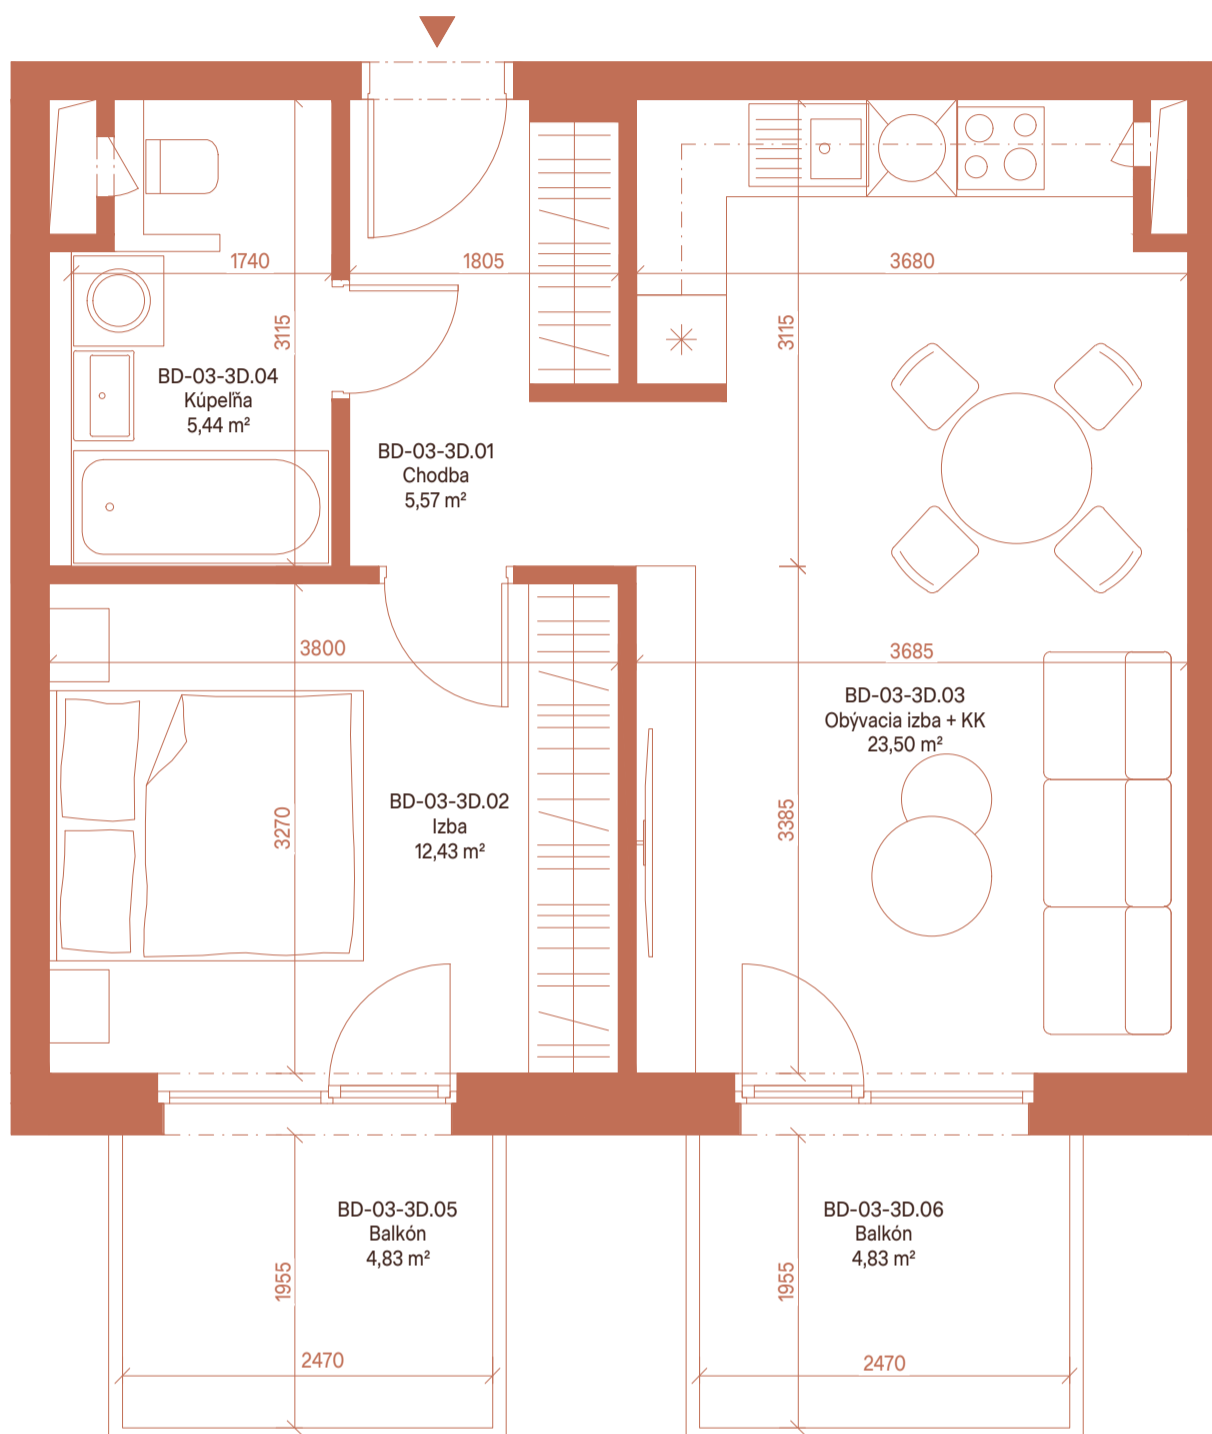 1740
1805
3680
3115
3115
BD-03-3D.04
Kúpeľňa
5,44 m²
BD-03-3D.01
Chodba
5,57 m²
3800
3685
BD-03-3D.03
Obývacia izba + KK
23,50 m²
BD-03-3D.02
Izba
12,43 m²
3270
3385
BD-03-3D.05
Balkón
4,83 m²
BD-03-3D.06
Balkón
4,83 m²
1955
1955
2470
2470